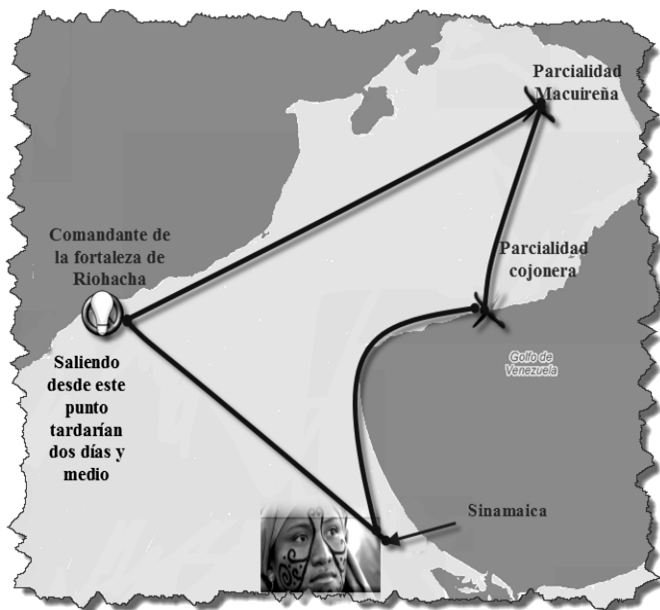 Parcialidad
Macuireña
Comandante de
la fortaleza de
Riohacha
Parcialidad
cojonera
Golfo de
Venezuela
Saliendo
desde este
punto
tardarían
dos días y
medio
Sinamaica